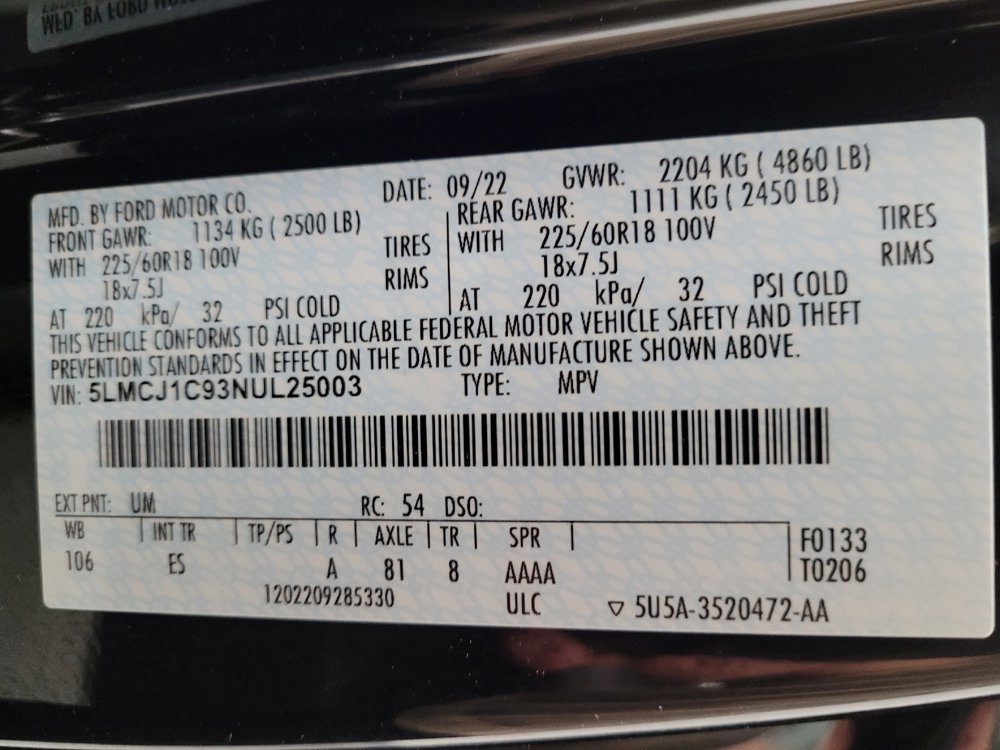 MFD. BY FORD MOTOR CO. DATE: 09/22 GVWR: 2204 KG ( 4860 LB)
FRONT GAWR: 1134 KG ( 2500 LB) REAR GAWR: 1111 KG ( 2450 LB)
WITH 225/60R18 100V TIRES WITH 225/60R18 100V TIRES
18x7.5J RIMS 18x7.5J RIMS
AT 220 kPa/ 32 PSI COLD AT 220 kPa/ 32 PSI COLD
THIS VEHICLE CONFORMS TO ALL APPLICABLE FEDERAL MOTOR VEHICLE SAFETY AND THEFT
PREVENTION STANDARDS IN EFFECT ON THE DATE OF MANUFACTURE SHOWN ABOVE.
VIN: 5LMCJ1C93NUL25003 TYPE: MPV
EXT PNT: UM RC: 54 DSO:
WB INT TR TP/PS R AXLE TR SPR F0133
106 ES A 81 8 AAAA T0206
1202209285330 ULC ▽ 5U5A-3520472-AA